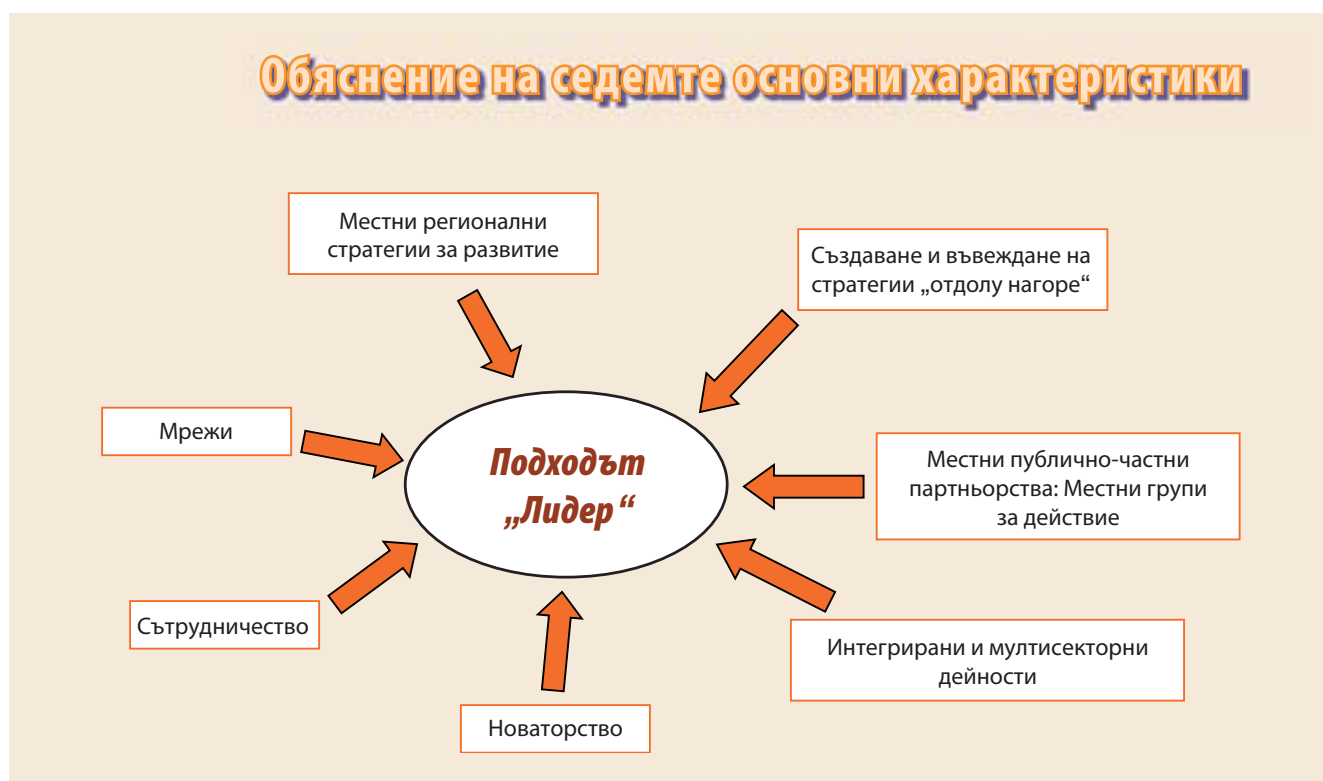 Обяснение на седемте основни характеристики
Местни регионални
стратегии за развитие
Създаване и въвеждане на
стратегии „отдолу нагоре“
Мрежи
Подходът
„Лидер“
Местни публично-частни
партньорства: Местни групи
за действие
Сътрудничество
Интегрирани и мултисекторни
дейности
Новаторство